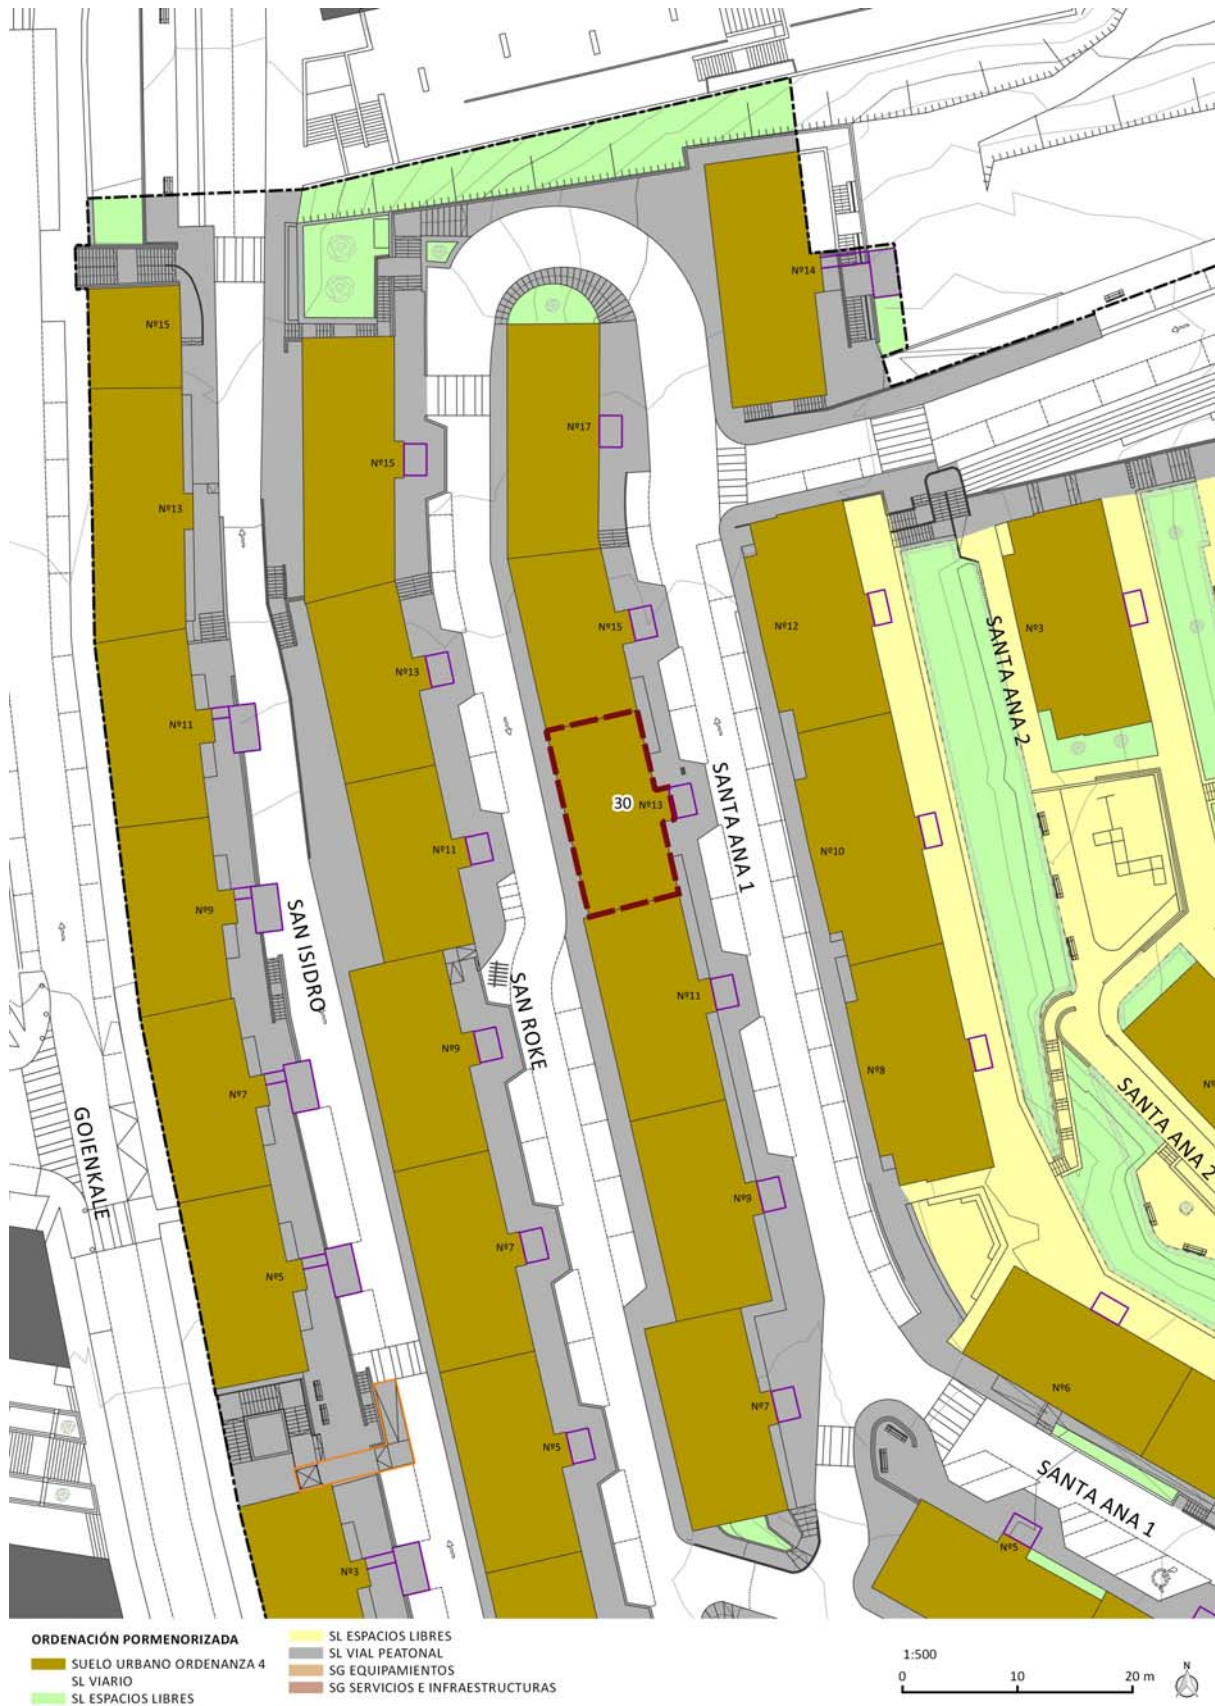 Nº14
Nº15
Nº17
Nº15
Nº13
Nº15
Nº12
Nº3
SANTA ANA 2
Nº13
Nº11
30
Nº13
SANTA ANA 1
Nº10
Nº11
Nº9
SAN ISIDRO
SAN ROKE
Nº11
Nº9
Nº8
Nº7
GOIENKALE
SANTA ANA 2
Nº9
Nº7
Nº5
Nº6
Nº7
Nº5
SANTA ANA 1
Nº5
Nº3
ORDENACIÓN PORMENORIZADA
SUELO URBANO ORDENANZA 4
SL VIARIO
SL ESPACIOS LIBRES
SL ESPACIOS LIBRES
SL VIAL PEATONAL
SG EQUIPAMIENTOS
SG SERVICIOS E INFRAESTRUCTURAS
1:500
0 10 20 m
N